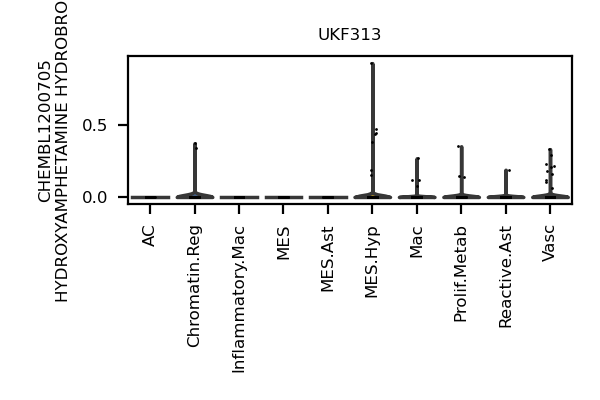 UKF313
CHEMBL1200705
HYDROXYAMPHETAMINE HYDROBRO
0.5
0.0
AC
Chromatin.Reg
Inflammatory.Mac
MES
MES.Ast
MES.Hyp
Mac
Prolif.Metab
Reactive.Ast
Vasc